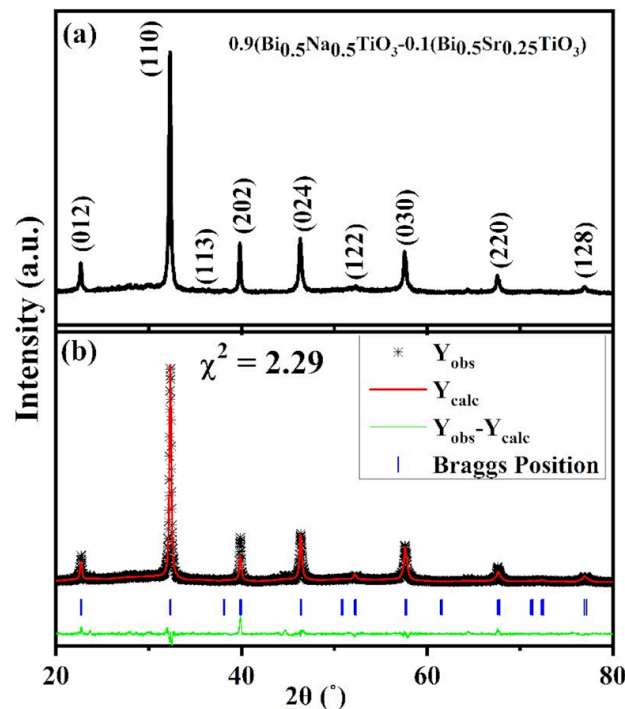 (a)
0.9(Bi0.5Na0.5TiO3-0.1(Bi0.5Sr0.25TiO3)
(012)
(110)
(113)
(202)
(024)
(122)
(030)
(220)
(128)
Intensity (a.u.)
(b)
χ2 = 2.29
Yobs
Ycalc
Yobs-Ycalc
Braggs Position
20 40 60 80
2θ (°)